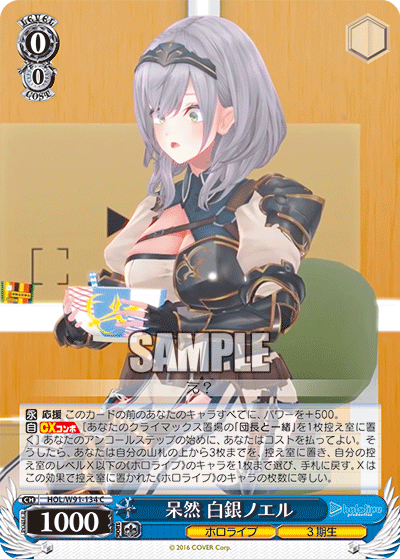 LEVEL
0
0
COST
SAMPLE
え?
永 応援 このカードの前のあなたのキャラすべてに、パワーを+500。
自 CXコンボ [あなたのクライマックス置場の「団長と一緒」を1枚控え室に置
く] あなたのアンコールステップの始めに、あなたはコストを払ってよい。そう
したら、あなたは自分の山札の上から3枚までを、控え室に置き、自分の控
え室のレベルX以下の《ホロライブ》のキャラを1枚まで選び、手札に戻す。Xは
この効果で控え室に置かれた《ホロライブ》のキャラの枚数に等しい。
CH HOL/W91-134 C
1000
呆然 白銀ノエル
hololive
production
ホロライブ
3期生
© 2016 COVER Corp.